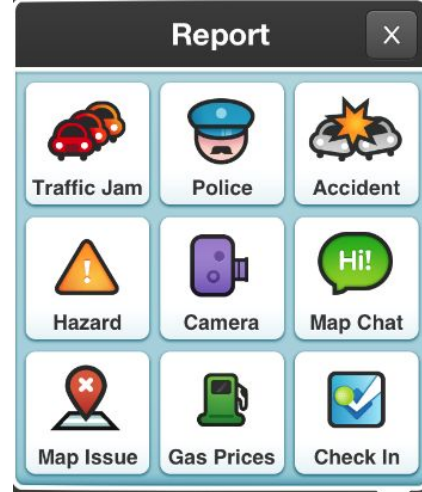 Report X
Traffic Jam Police Accident
!
Hi!
Hazard Camera Map Chat
Map Issue Gas Prices Check In